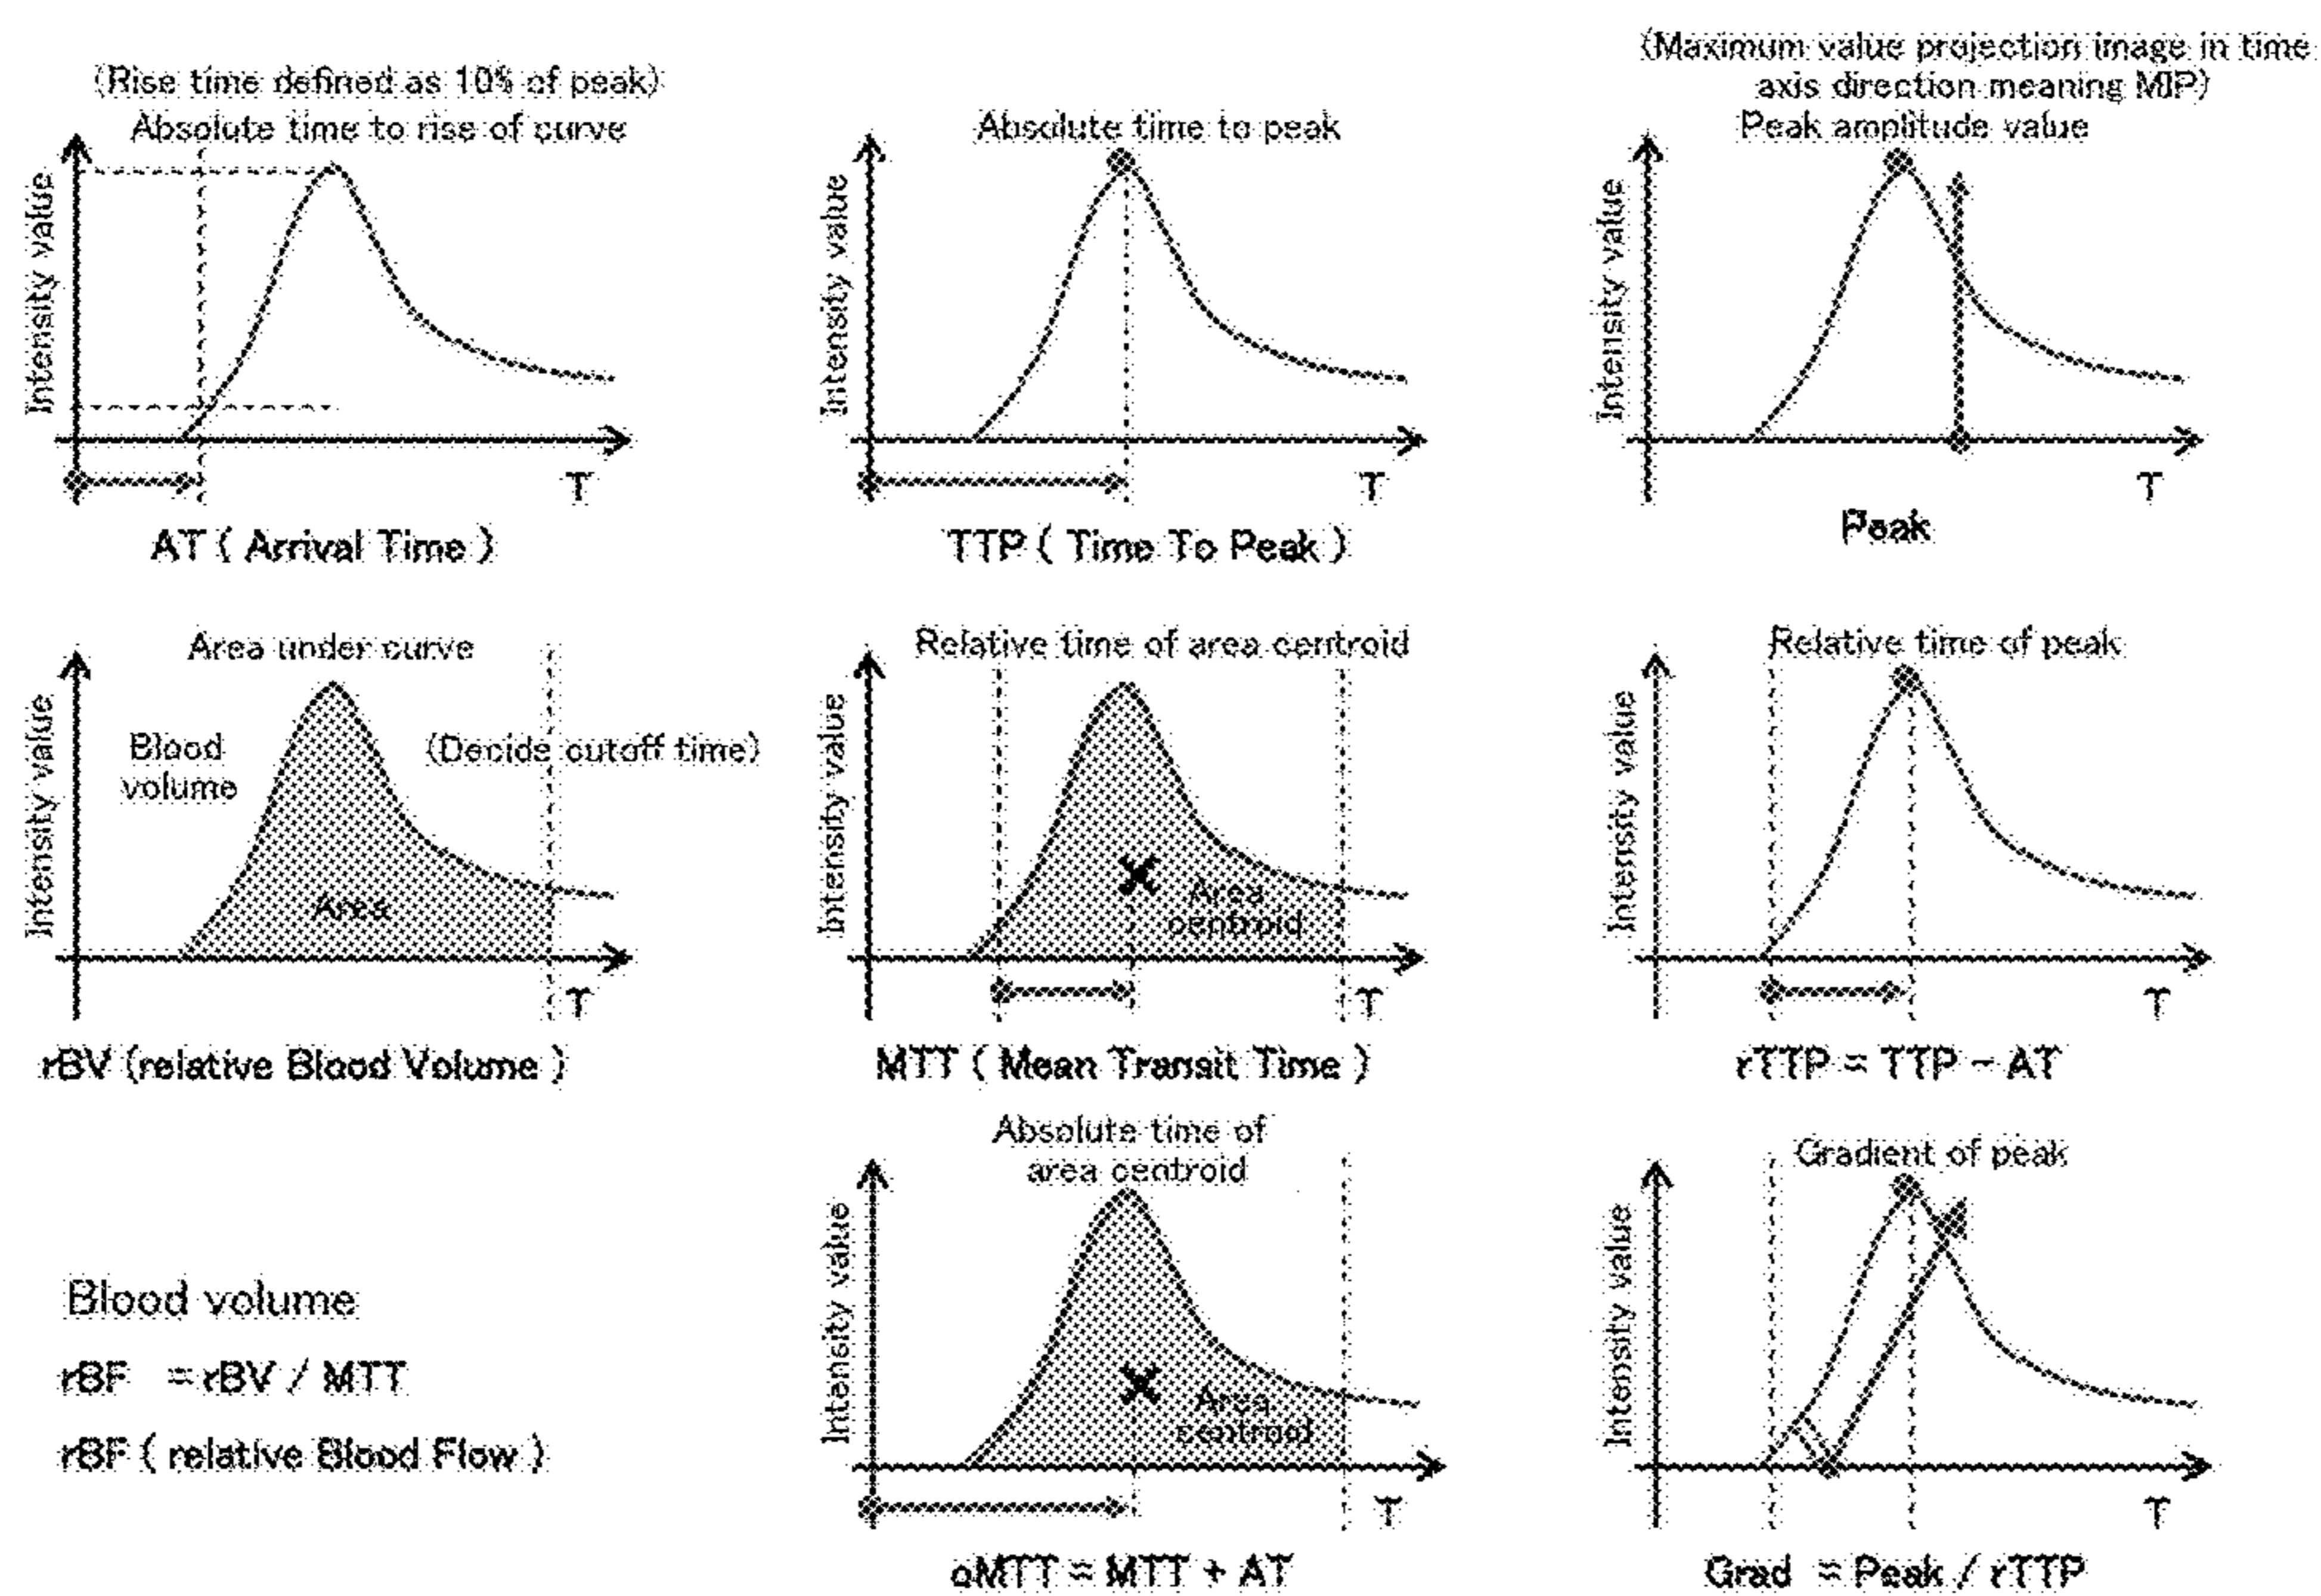 (Rise time defined as 10% of peak)
Absolute time to rise of curve
Intensity value
T
AT ( Arrival Time )
Absolute time to peak
Intensity value
T
TTP ( Time To Peak )
(Maximum value projection image in time
axis direction meaning MIP)
Peak amplitude value
Intensity value
T
Peak
Area under curve
Intensity value
Blood
volume
(Decide cutoff time)
Area
T
rBV (relative Blood Volume )
Relative time of area centroid
Intensity value
Area
centroid
T
MTT ( Mean Transit Time )
Relative time of peak
Intensity value
T
rTTP = TTP - AT
Blood volume
rBF = rBV / MTT
rBF ( relative Blood Flow )
Absolute time of
area centroid
Intensity value
Area
centroid
T
oMTT = MTT + AT
Gradient of peak
Intensity value
T
Grad = Peak / rTTP